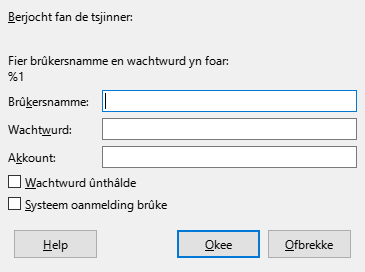 Berjocht fan de tsjinner:
Fier brûkersnamme en wachtwurd yn foar:
%1
Brûkersnamme:
Wachtwurd:
Akkount:
Wachtwurd ûnthâlde
Systeem oanmelding brûke
Help
Okee
Ofbrekke